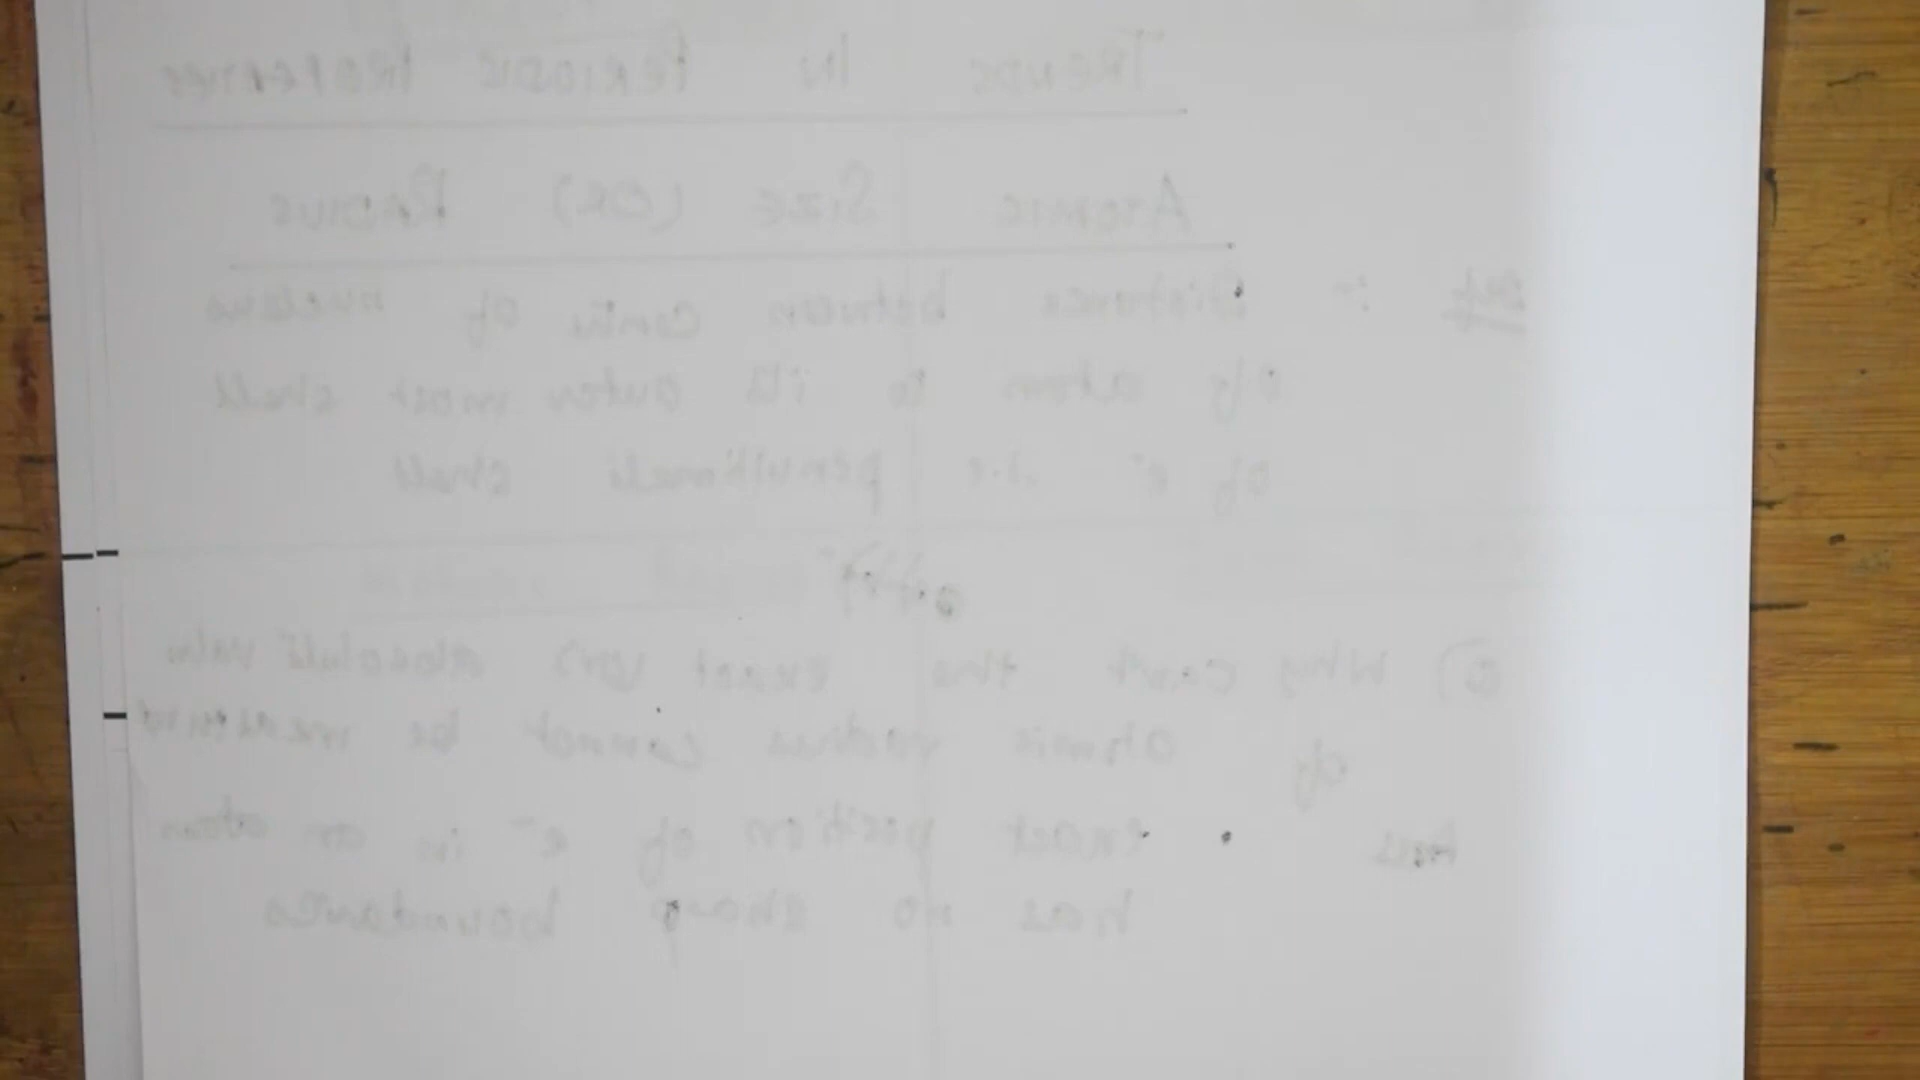 TRENDS IN PERIODIC PROPERTIES
ATOMIC SIZE (OR) RADIUS
Def :- Distance between centre of nucleus
of atom to its outer most shell
of e⁻ i.e penultimate shell
Q) Why can't the exact (or) absolute value
of atomic radius cannot be measured
Ans • Exact position of e⁻ in an atom
has no sharp boundaries